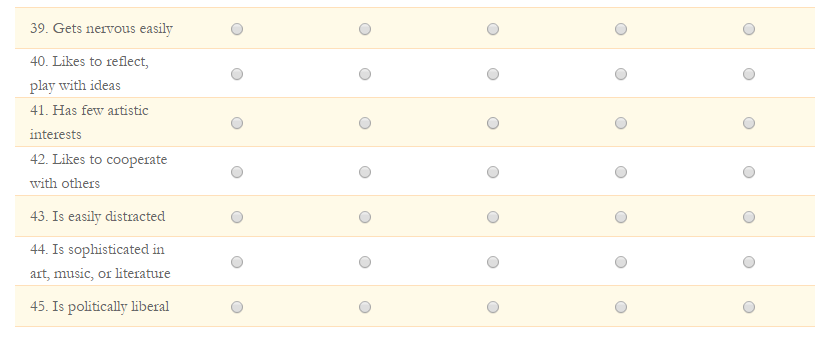 39. Gets nervous easily
40. Likes to reflect,
play with ideas
41. Has few artistic
interests
42. Likes to cooperate
with others
43. Is easily distracted
44. Is sophisticated in
art, music, or literature
45. Is politically liberal